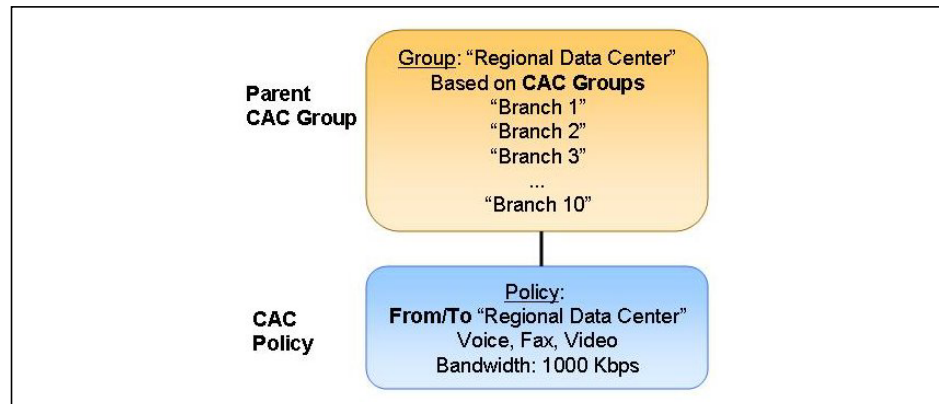 Parent
CAC Group
Group: “Regional Data Center”
Based on CAC Groups
“Branch 1”
“Branch 2”
“Branch 3”
...
“Branch 10”
CAC
Policy
Policy:
From/To “Regional Data Center”
Voice, Fax, Video
Bandwidth: 1000 Kbps